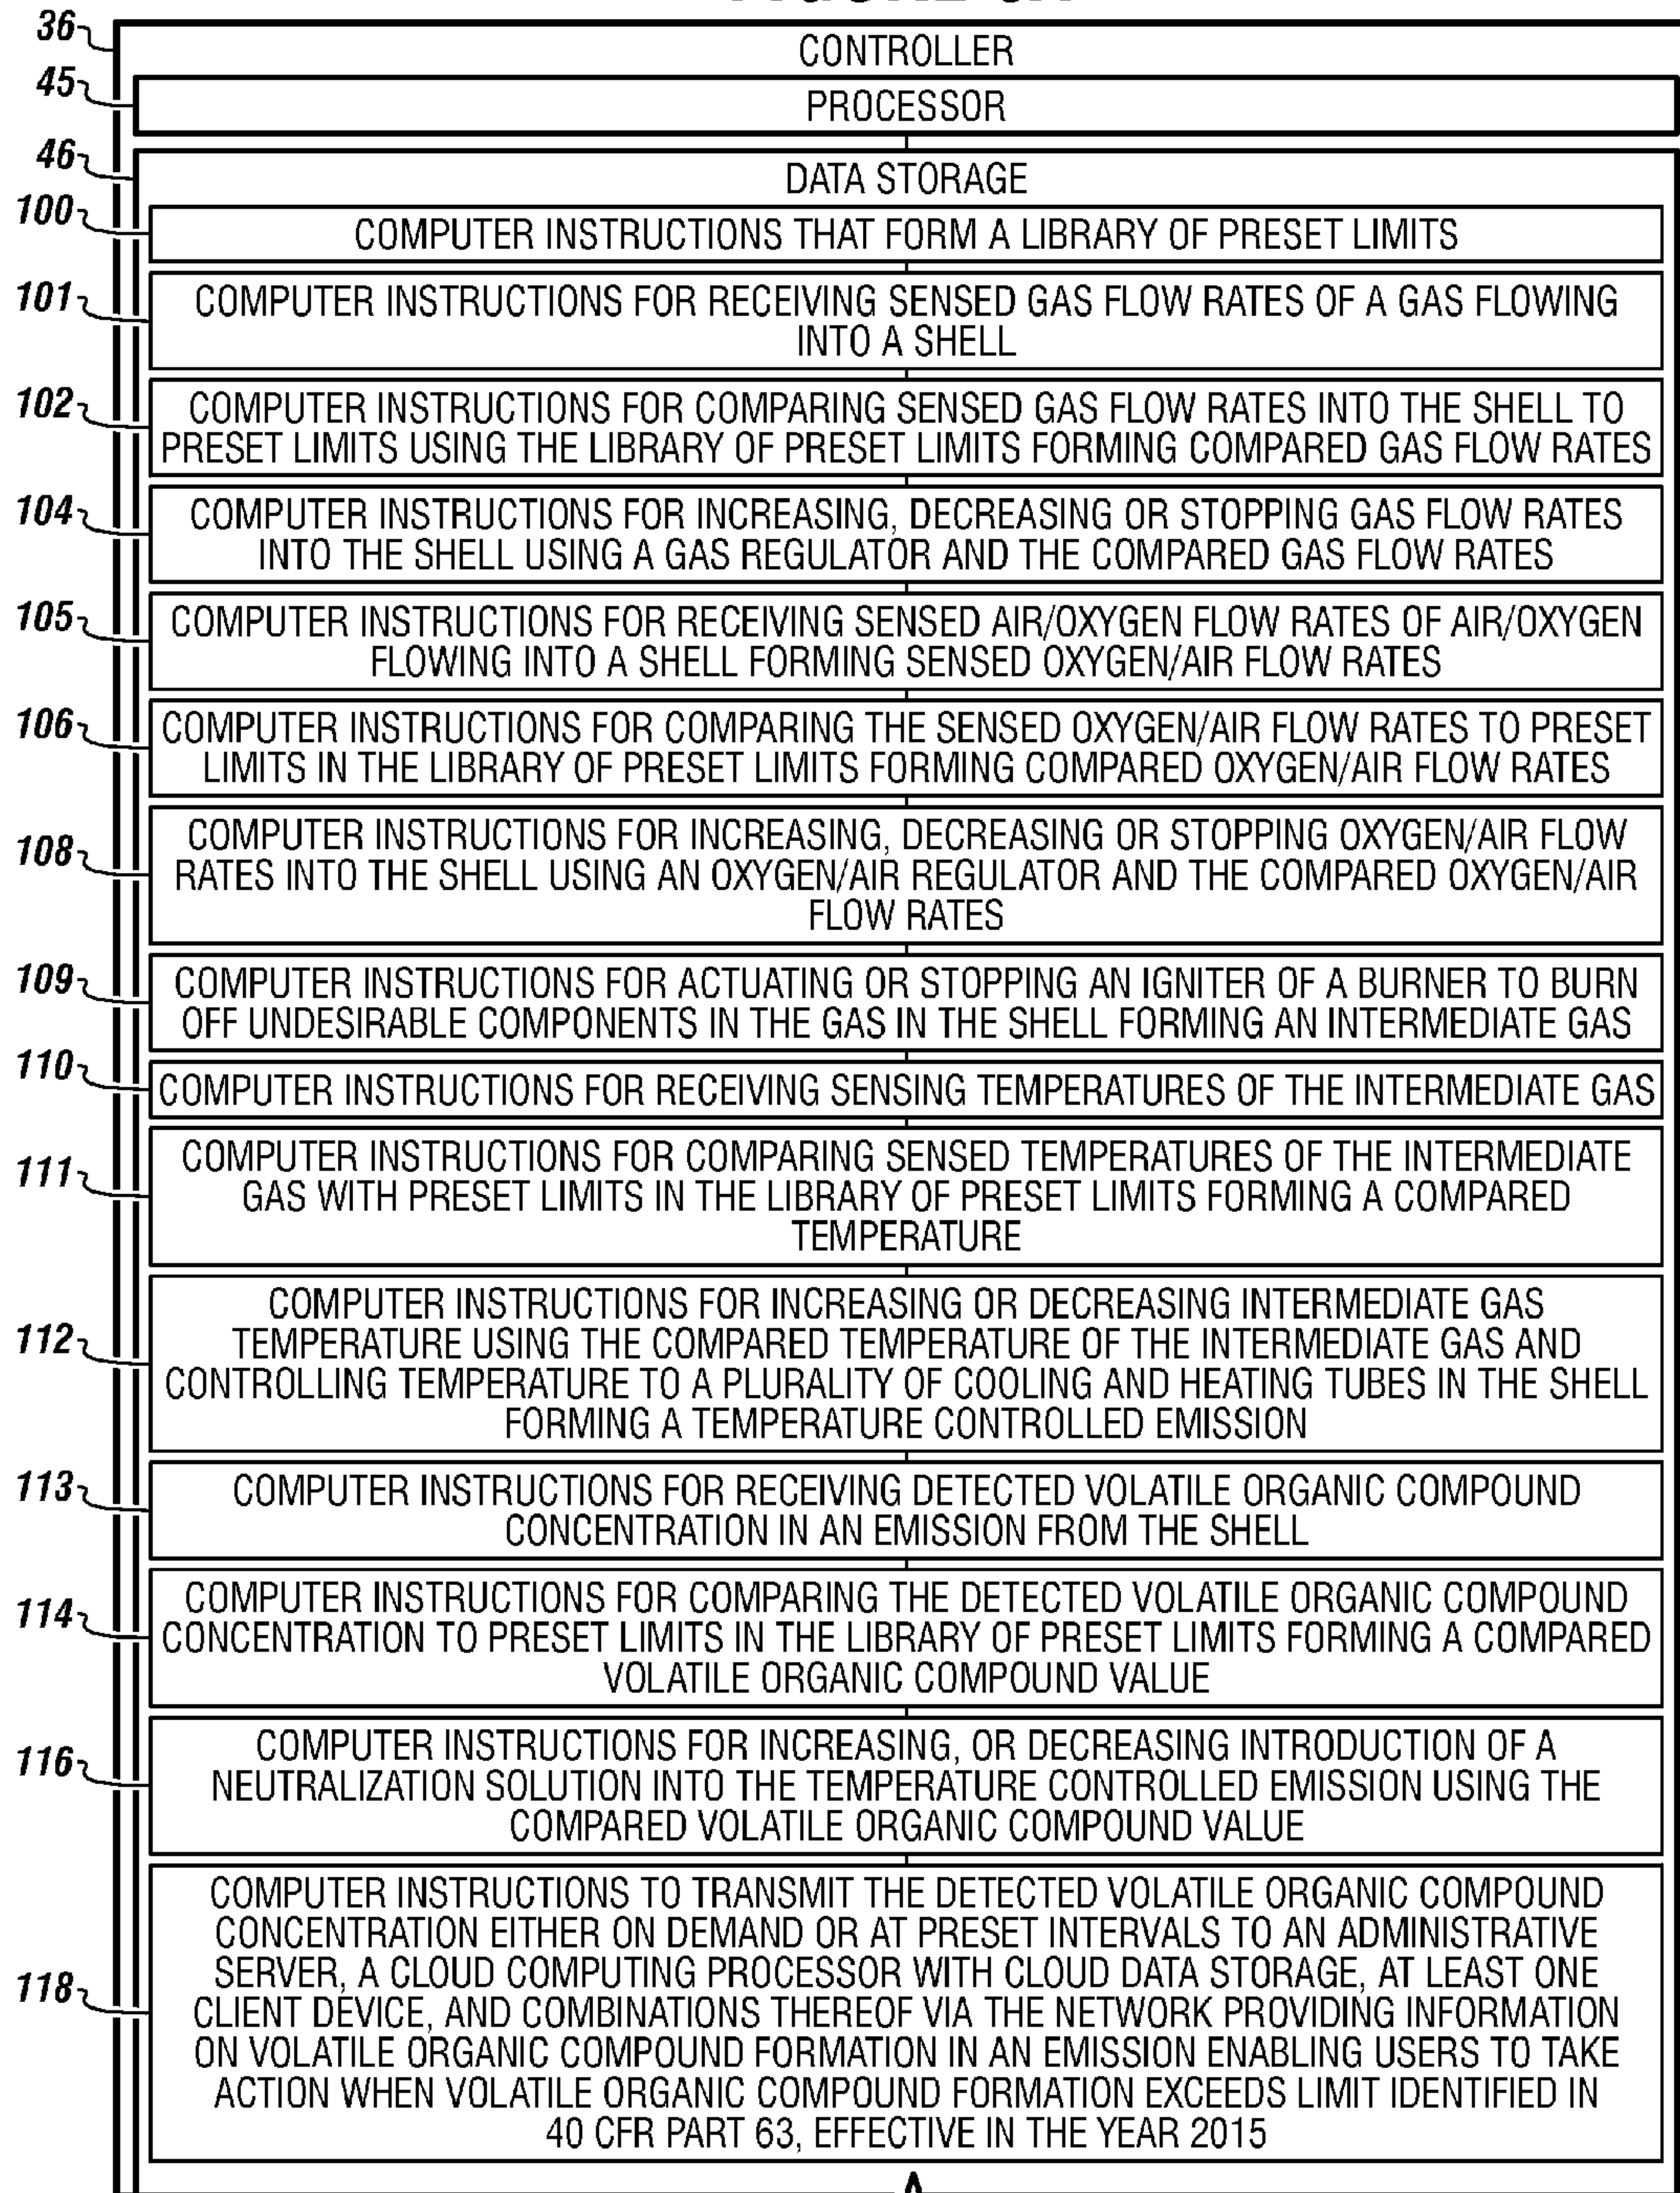 36
CONTROLLER
45
PROCESSOR
46
DATA STORAGE
100
COMPUTER INSTRUCTIONS THAT FORM A LIBRARY OF PRESET LIMITS
101
COMPUTER INSTRUCTIONS FOR RECEIVING SENSED GAS FLOW RATES OF A GAS FLOWING
INTO A SHELL
102
COMPUTER INSTRUCTIONS FOR COMPARING SENSED GAS FLOW RATES INTO THE SHELL TO
PRESET LIMITS USING THE LIBRARY OF PRESET LIMITS FORMING COMPARED GAS FLOW RATES
104
COMPUTER INSTRUCTIONS FOR INCREASING, DECREASING OR STOPPING GAS FLOW RATES
INTO THE SHELL USING A GAS REGULATOR AND THE COMPARED GAS FLOW RATES
105
COMPUTER INSTRUCTIONS FOR RECEIVING SENSED AIR/OXYGEN FLOW RATES OF AIR/OXYGEN
FLOWING INTO A SHELL FORMING SENSED OXYGEN/AIR FLOW RATES
106
COMPUTER INSTRUCTIONS FOR COMPARING THE SENSED OXYGEN/AIR FLOW RATES TO PRESET
LIMITS IN THE LIBRARY OF PRESET LIMITS FORMING COMPARED OXYGEN/AIR FLOW RATES
108
COMPUTER INSTRUCTIONS FOR INCREASING, DECREASING OR STOPPING OXYGEN/AIR FLOW
RATES INTO THE SHELL USING AN OXYGEN/AIR REGULATOR AND THE COMPARED OXYGEN/AIR
FLOW RATES
109
COMPUTER INSTRUCTIONS FOR ACTUATING OR STOPPING AN IGNITER OF A BURNER TO BURN
OFF UNDESIRABLE COMPONENTS IN THE GAS IN THE SHELL FORMING AN INTERMEDIATE GAS
110
COMPUTER INSTRUCTIONS FOR RECEIVING SENSING TEMPERATURES OF THE INTERMEDIATE GAS
111
COMPUTER INSTRUCTIONS FOR COMPARING SENSED TEMPERATURES OF THE INTERMEDIATE
GAS WITH PRESET LIMITS IN THE LIBRARY OF PRESET LIMITS FORMING A COMPARED
TEMPERATURE
112
COMPUTER INSTRUCTIONS FOR INCREASING OR DECREASING INTERMEDIATE GAS
TEMPERATURE USING THE COMPARED TEMPERATURE OF THE INTERMEDIATE GAS AND
CONTROLLING TEMPERATURE TO A PLURALITY OF COOLING AND HEATING TUBES IN THE SHELL
FORMING A TEMPERATURE CONTROLLED EMISSION
113
COMPUTER INSTRUCTIONS FOR RECEIVING DETECTED VOLATILE ORGANIC COMPOUND
CONCENTRATION IN AN EMISSION FROM THE SHELL
114
COMPUTER INSTRUCTIONS FOR COMPARING THE DETECTED VOLATILE ORGANIC COMPOUND
CONCENTRATION TO PRESET LIMITS IN THE LIBRARY OF PRESET LIMITS FORMING A COMPARED
VOLATILE ORGANIC COMPOUND VALUE
116
COMPUTER INSTRUCTIONS FOR INCREASING, OR DECREASING INTRODUCTION OF A
NEUTRALIZATION SOLUTION INTO THE TEMPERATURE CONTROLLED EMISSION USING THE
COMPARED VOLATILE ORGANIC COMPOUND VALUE
118
COMPUTER INSTRUCTIONS TO TRANSMIT THE DETECTED VOLATILE ORGANIC COMPOUND
CONCENTRATION EITHER ON DEMAND OR AT PRESET INTERVALS TO AN ADMINISTRATIVE
SERVER, A CLOUD COMPUTING PROCESSOR WITH CLOUD DATA STORAGE, AT LEAST ONE
CLIENT DEVICE, AND COMBINATIONS THEREOF VIA THE NETWORK PROVIDING INFORMATION
ON VOLATILE ORGANIC COMPOUND FORMATION IN AN EMISSION ENABLING USERS TO TAKE
ACTION WHEN VOLATILE ORGANIC COMPOUND FORMATION EXCEEDS LIMIT IDENTIFIED IN
40 CFR PART 63, EFFECTIVE IN THE YEAR 2015